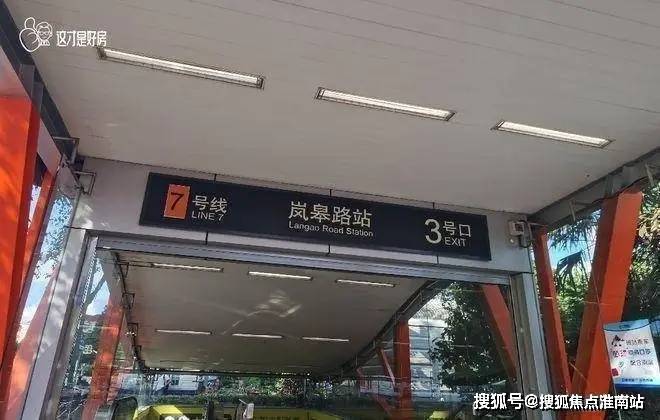 这才是好房
7 号线
LINE 7
岚皋路站
Langao Road Station
3 号口
EXIT
搜狐号@搜狐焦点淮南站